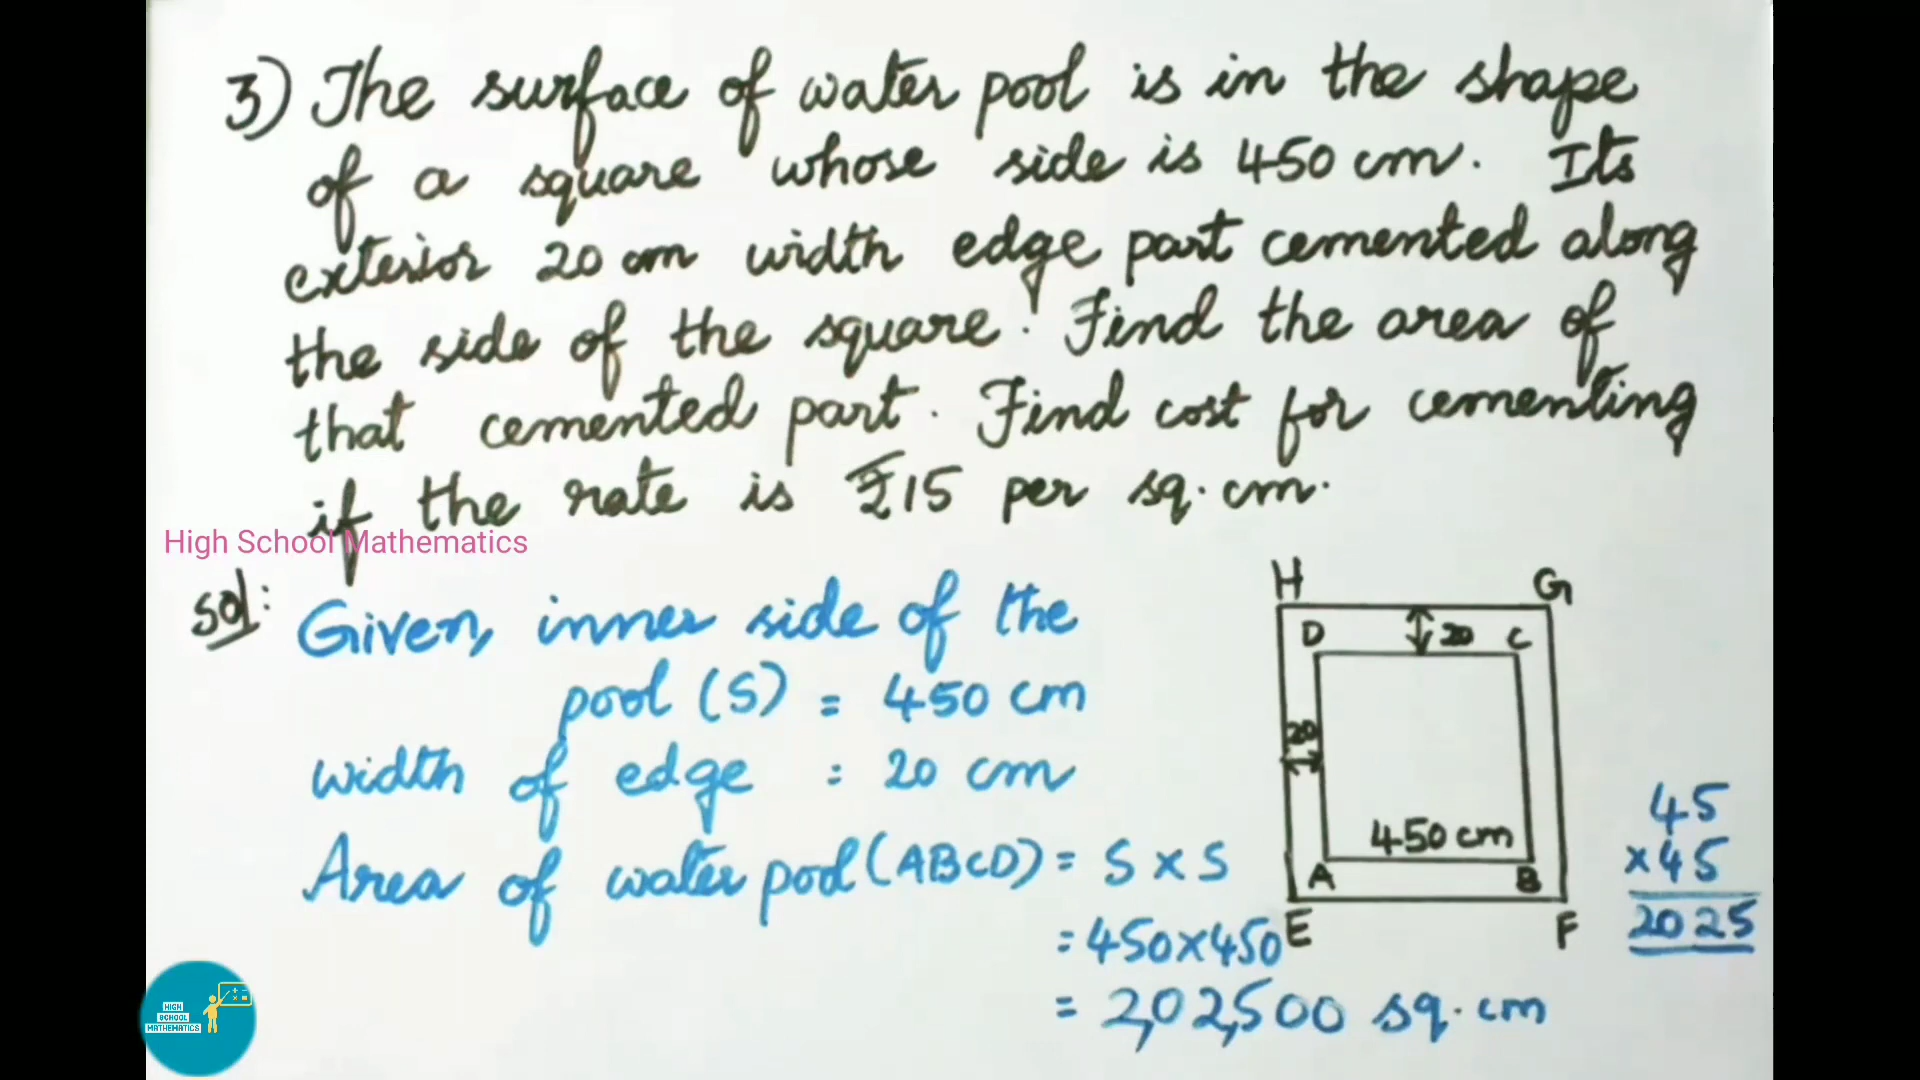 3) The surface of water pool is in the shape
of a square whose side is 450 cm. Its
exterior 20 cm width edge part cemented along
the side of the square. Find the area of
that cemented part. Find cost for cementing
if the rate is ₹15 per sq.cm.
High School Mathematics
Sol:
Given, inner side of the
pool (S) = 450 cm
width of edge = 20 cm
Area of water pool (ABCD) = S × S
= 450×450
= 2,02,500 sq.cm
H G
D 20 C
20
450 cm
A B
E F
45
×45
2025
HIGH
SCHOOL
MATHEMATICS